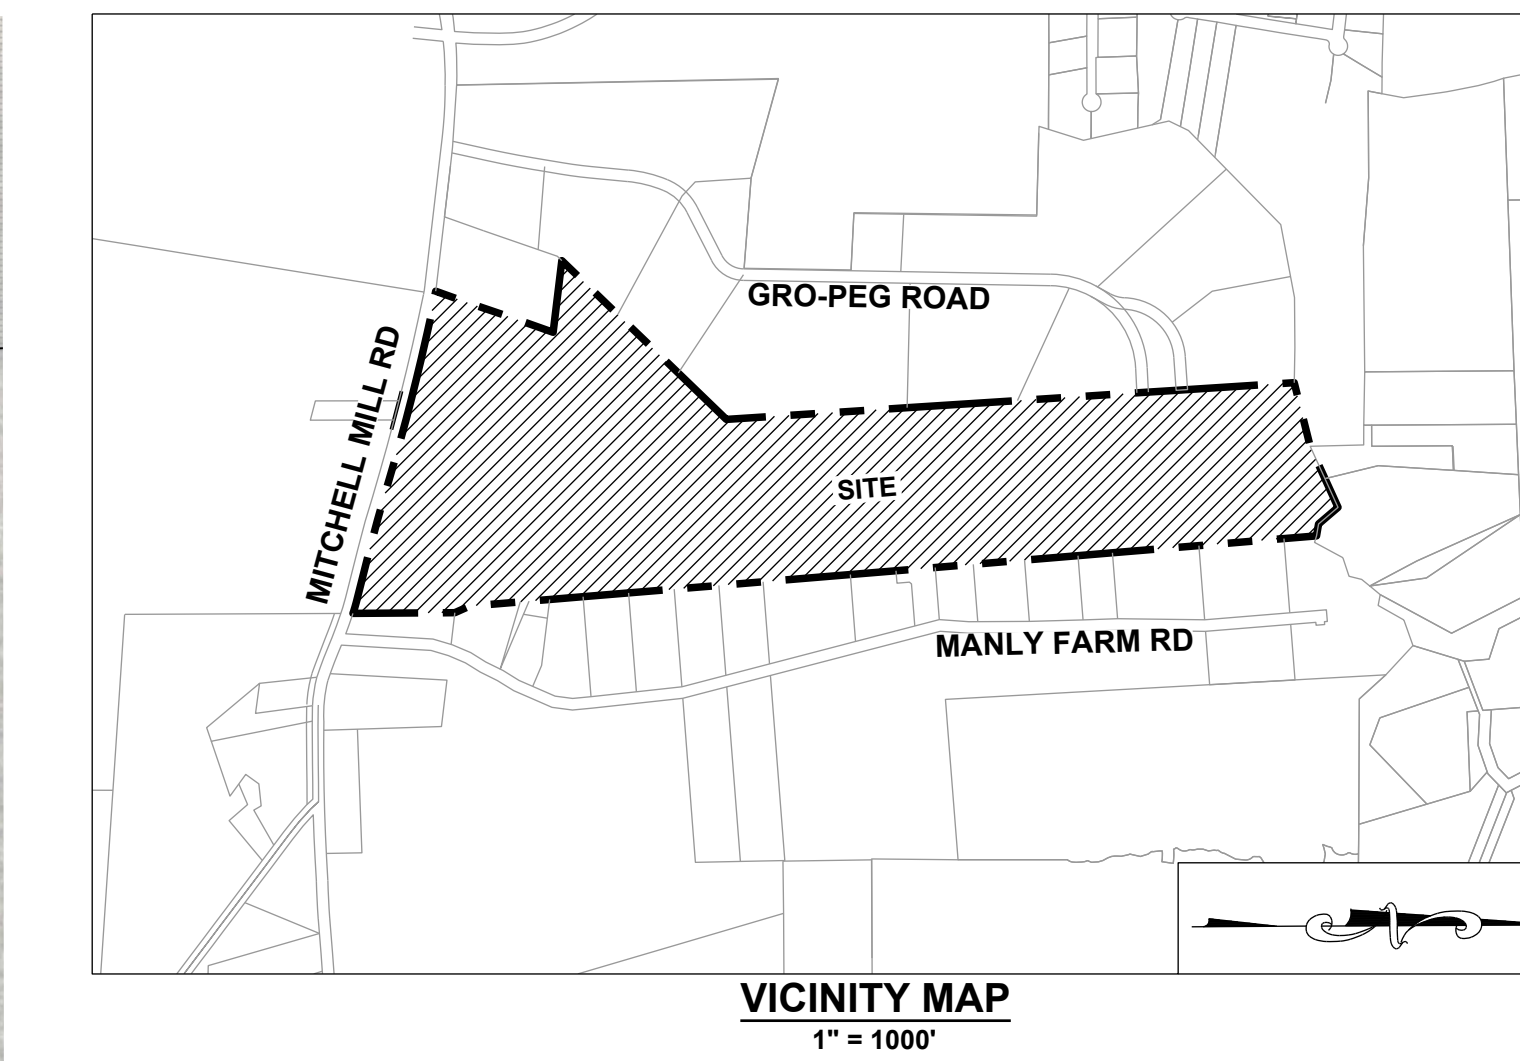 GRO-PEG ROAD
MITCHELL MILL RD
SITE
MANLY FARM RD
N
VICINITY MAP
1" = 1000'